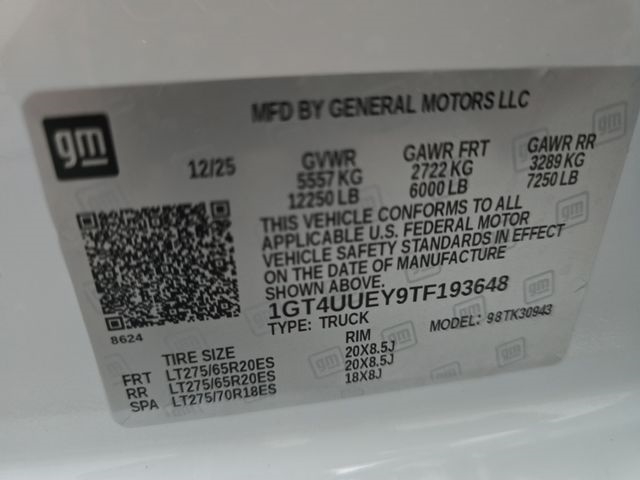 gm
MFD BY GENERAL MOTORS LLC
12/25
GVWR
5557 KG
12250 LB
GAWR FRT
2722 KG
6000 LB
GAWR RR
3289 KG
7250 LB
THIS VEHICLE CONFORMS TO ALL
APPLICABLE U.S. FEDERAL MOTOR
VEHICLE SAFETY STANDARDS IN EFFECT
ON THE DATE OF MANUFACTURE
SHOWN ABOVE.
1GT4UUEY9TF193648
TYPE: TRUCK
MODEL: 98TK30943
8624
TIRE SIZE
RIM
FRT LT275/65R20ES 20X8.5J
RR LT275/65R20ES 20X8.5J
SPA LT275/70R18ES 18X8J